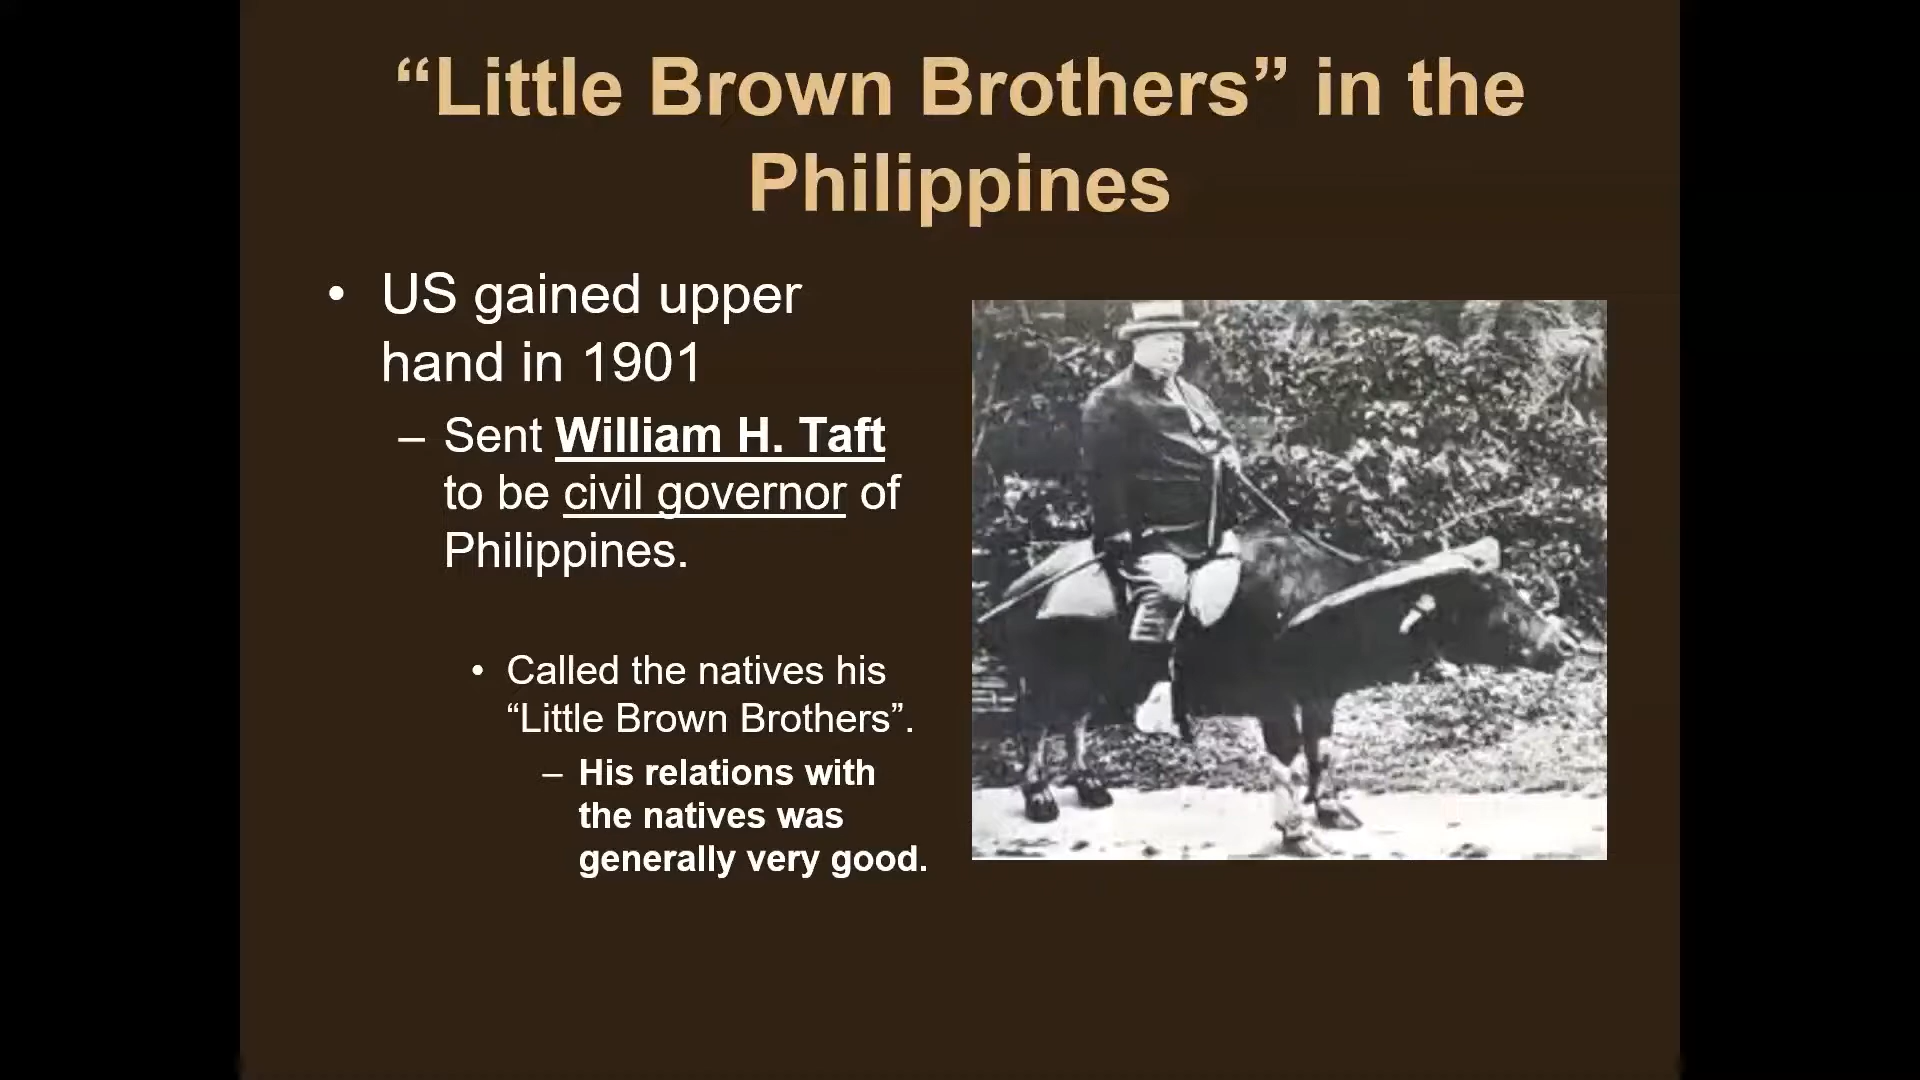 “Little Brown Brothers” in the
Philippines
• US gained upper
hand in 1901
– Sent William H. Taft
to be civil governor of
Philippines.
• Called the natives his
“Little Brown Brothers”.
– His relations with
the natives was
generally very good.